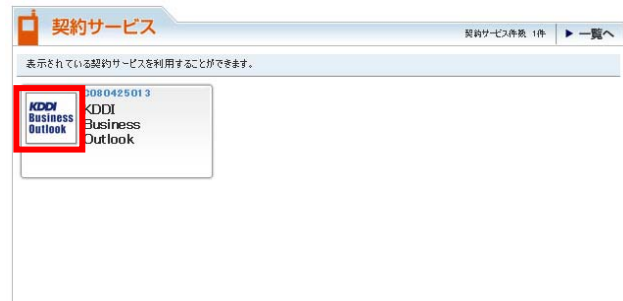 契約サービス
契約サービス件数 1件
▶ 一覧へ
表示されている契約サービスを利用することができます。
KDDI
Business
Outlook
C080425013
KDDI
Business
Outlook